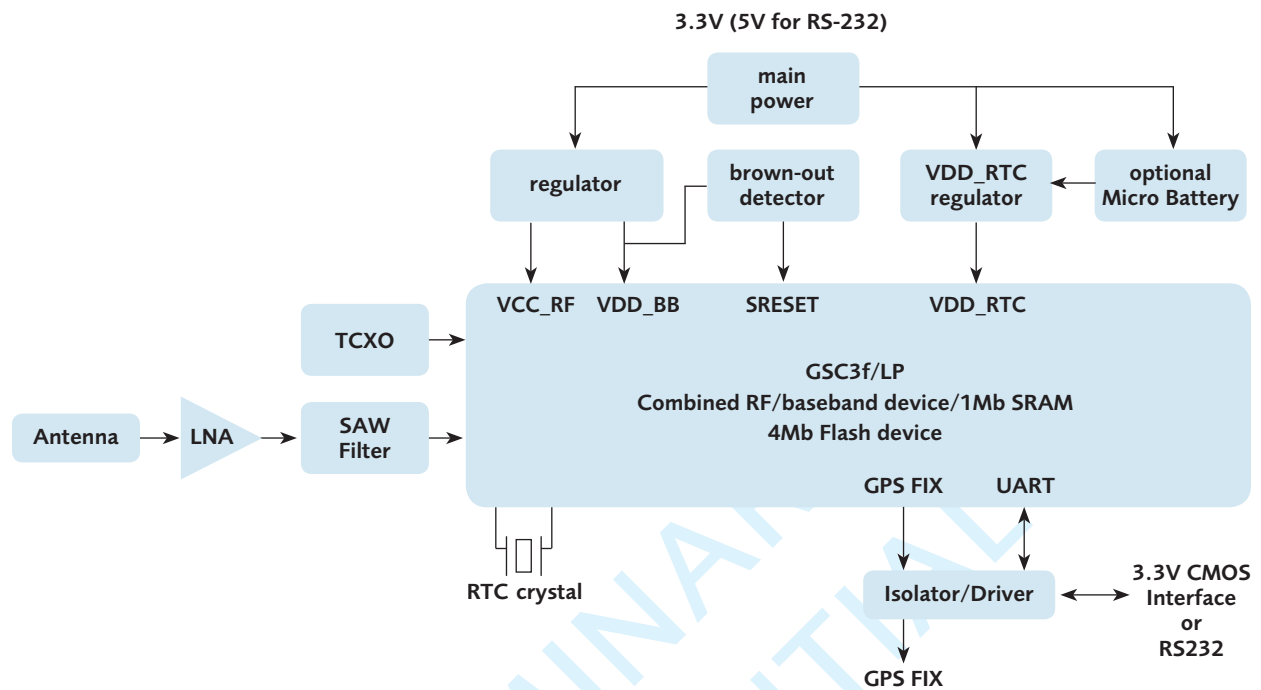 3.3V (5V for RS-232)
main
power
regulator
brown-out
detector
VDD_RTC
regulator
optional
Micro Battery
VCC_RF
VDD_BB
SRESET
VDD_RTC
TCXO
GSC3f/LP
Combined RF/baseband device/1Mb SRAM
4Mb Flash device
Antenna
LNA
SAW
Filter
GPS FIX
UART
RTC crystal
Isolator/Driver
3.3V CMOS
Interface
or
RS232
GPS FIX